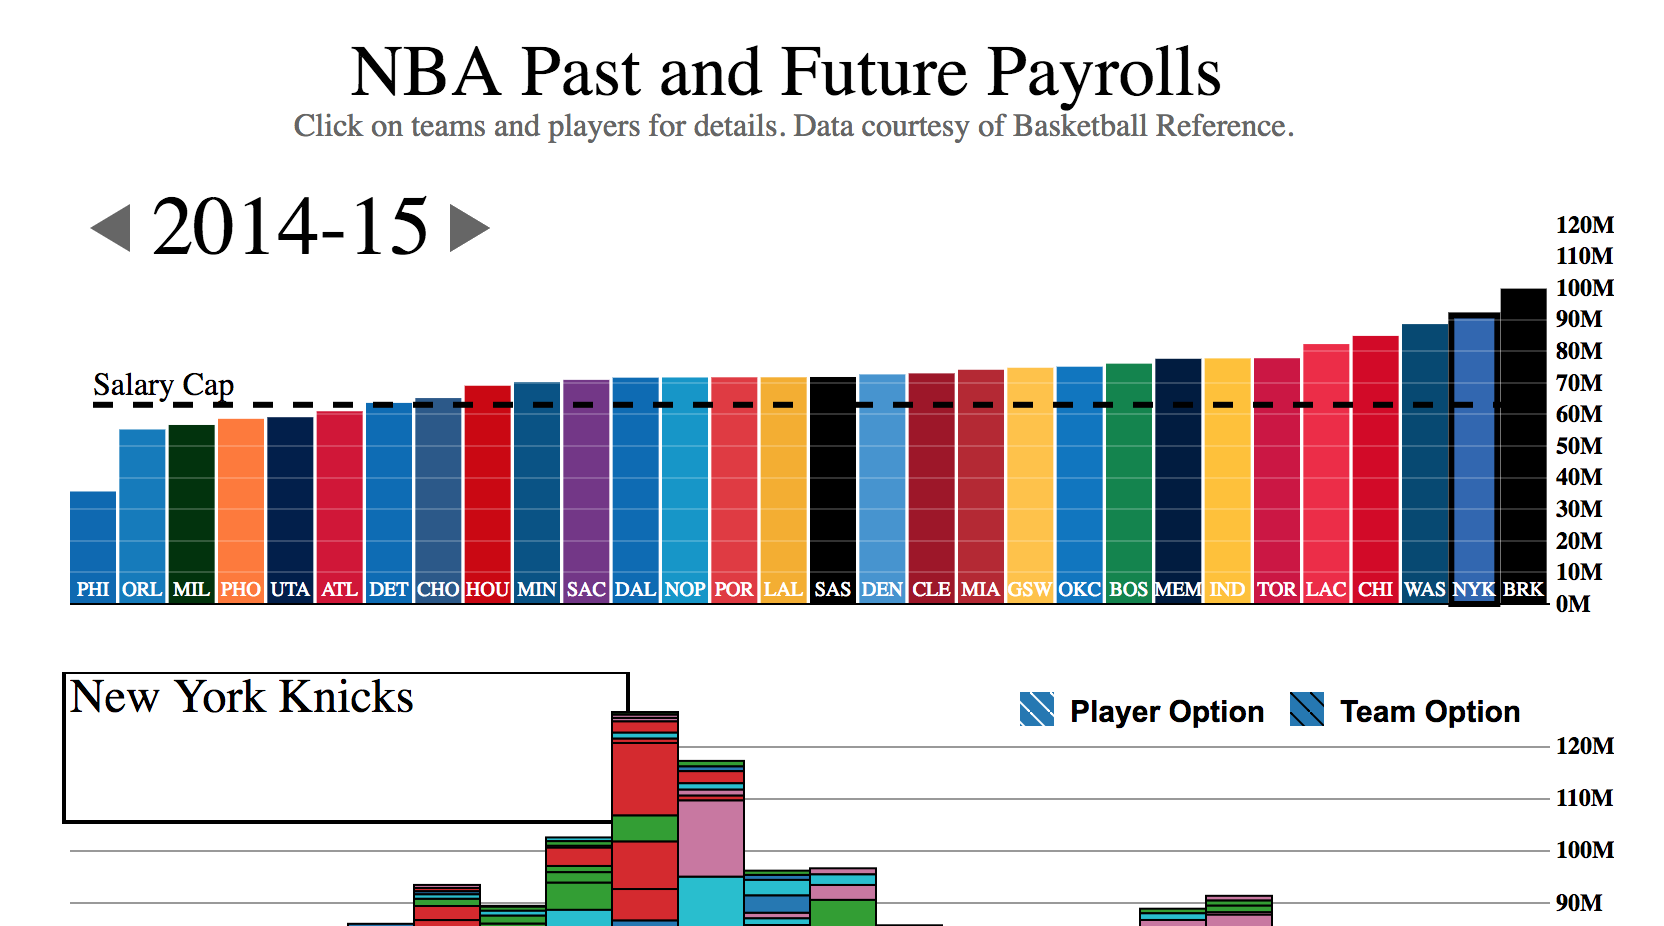 NBA Past and Future Payrolls
Click on teams and players for details. Data courtesy of Basketball Reference.
2014-15
120M
110M
100M
90M
80M
70M
60M
50M
40M
30M
20M
10M
0M
Salary Cap
PHI ORL MIL PHO UTA ATL DET CHO HOU MIN SAC DAL NOP POR LAL SAS DEN CLE MIA GSW OKC BOS MEM IND TOR LAC CHI WAS NYK BRK
New York Knicks
Player Option Team Option
120M
110M
100M
90M